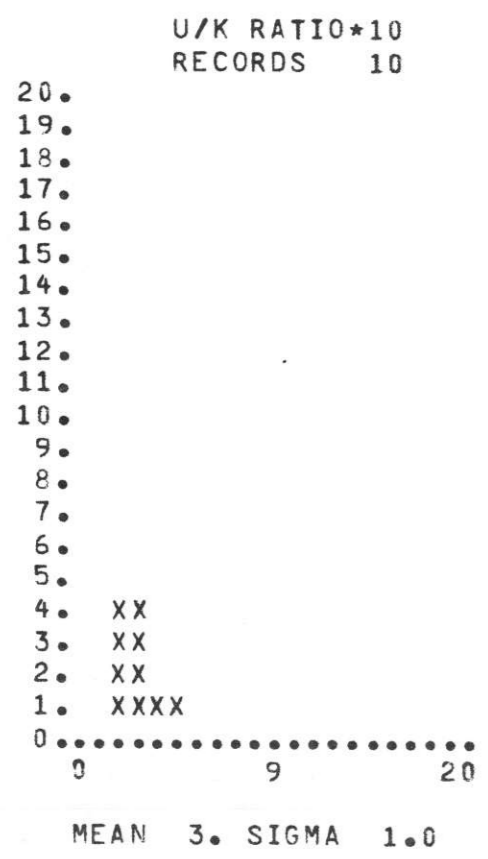 U/K RATIO*10
RECORDS 10
20.
19.
18.
17.
16.
15.
14.
13.
12.
11.
10.
9.
8.
7.
6.
5.
4. XX
3. XX
2. XX
1. XXXX
0.......................
0 9 20
MEAN 3. SIGMA 1.0